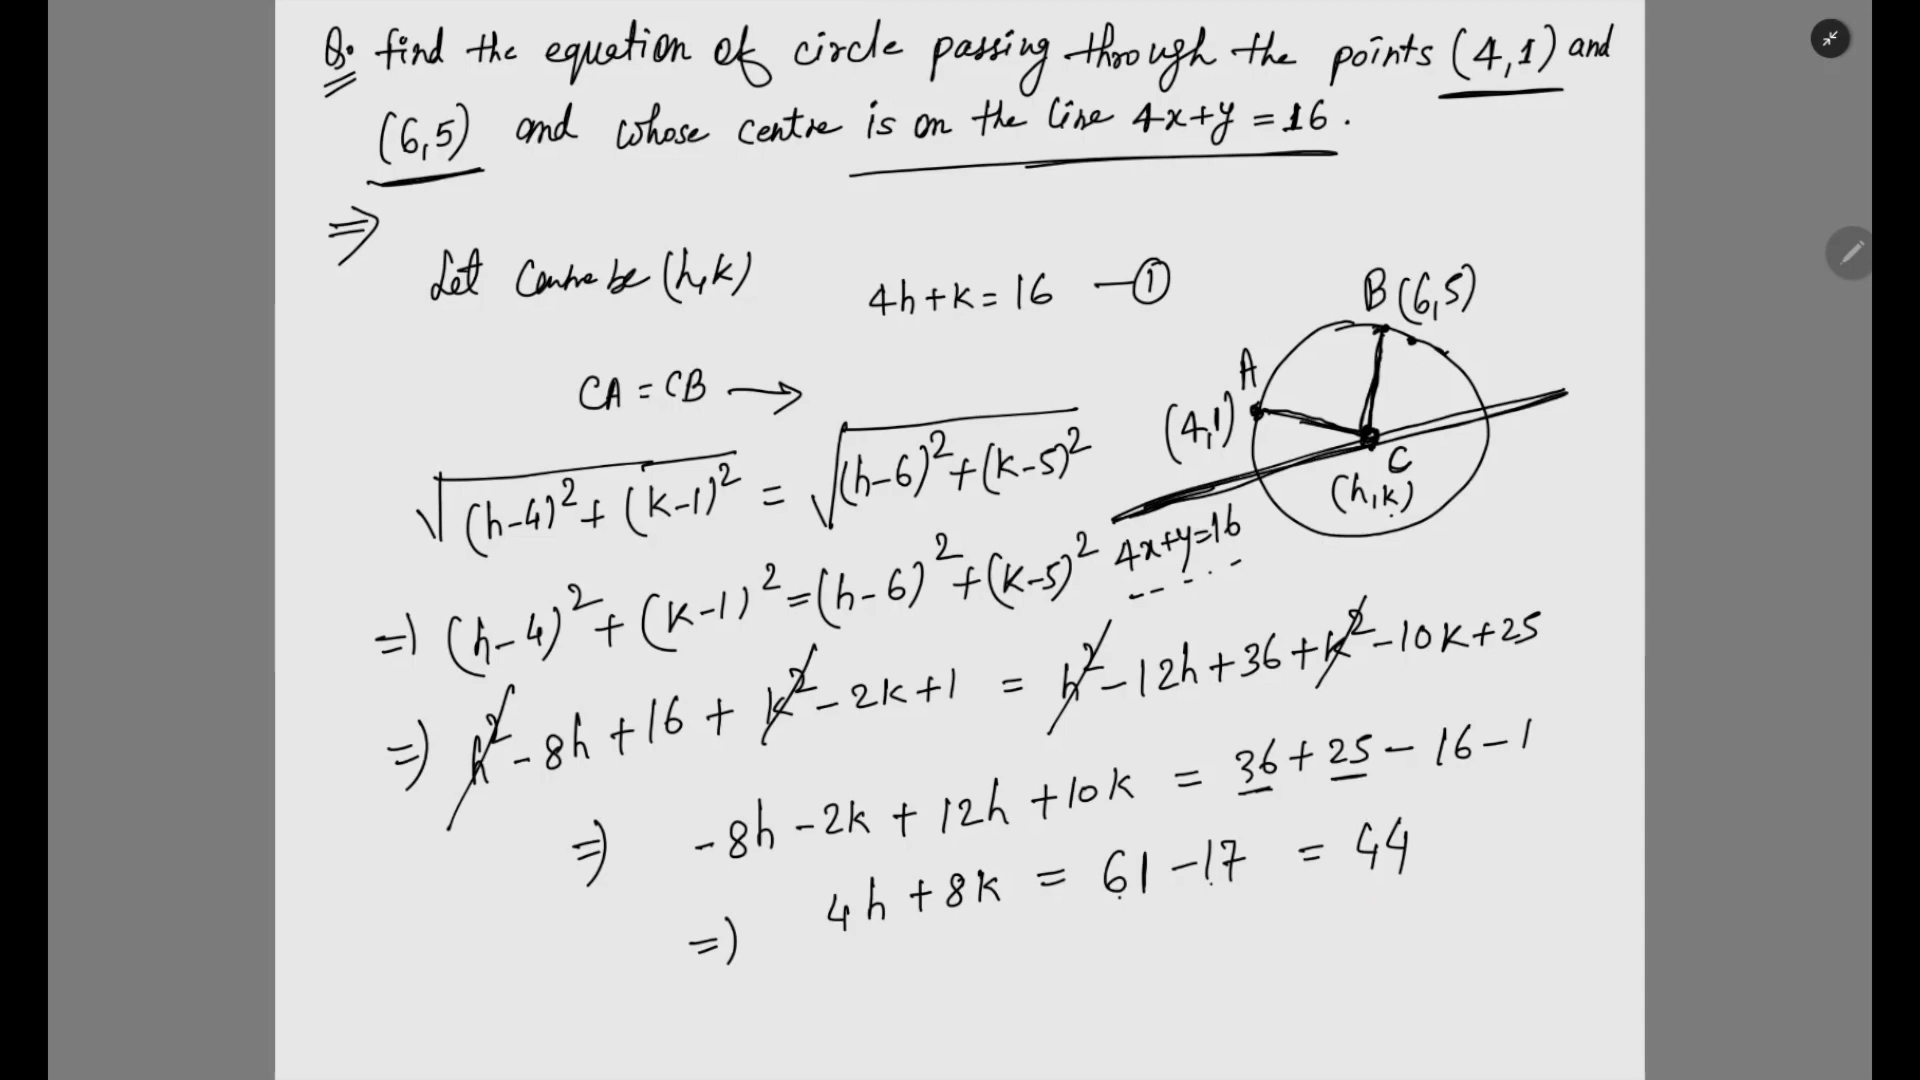 Q. find the equation of circle passing through the points (4,1) and
(6,5) and whose centre is on the line 4x+y=16.
⇒
Let Centre be (h,k) 4h+k=16 —①
CA=CB →
√(h-4)²+(k-1)² = √(h-6)²+(k-5)²
=) (h-4)²+(k-1)²=(h-6)²+(k-5)²
=) h²-8h+16+k²-2k+1 = h²-12h+36+k²-10k+25
=) -8h-2k+12h+10k = 36+25-16-1
=) 4h+8k = 61-17 = 44
B(6,5)
A
(4,1)
C
(h,k)
4x+y=16